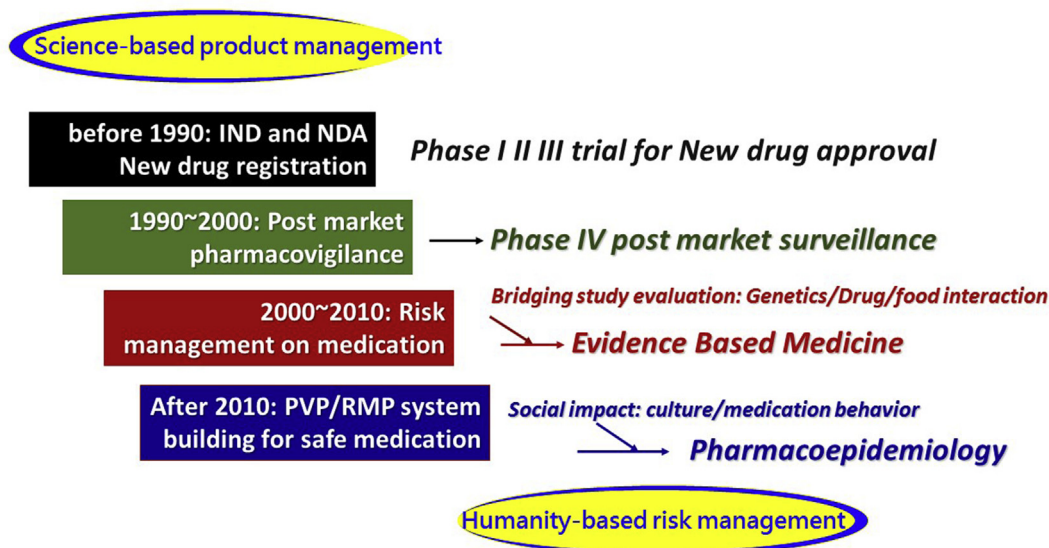 Science-based product management
before 1990: IND and NDA
New drug registration
Phase I II III trial for New drug approval
1990~2000: Post market
pharmacovigilance
Phase IV post market surveillance
2000~2010: Risk
management on medication
Bridging study evaluation: Genetics/Drug/food interaction
Evidence Based Medicine
After 2010: PVP/RMP system
building for safe medication
Social impact: culture/medication behavior
Pharmacoepidemiology
Humanity-based risk management